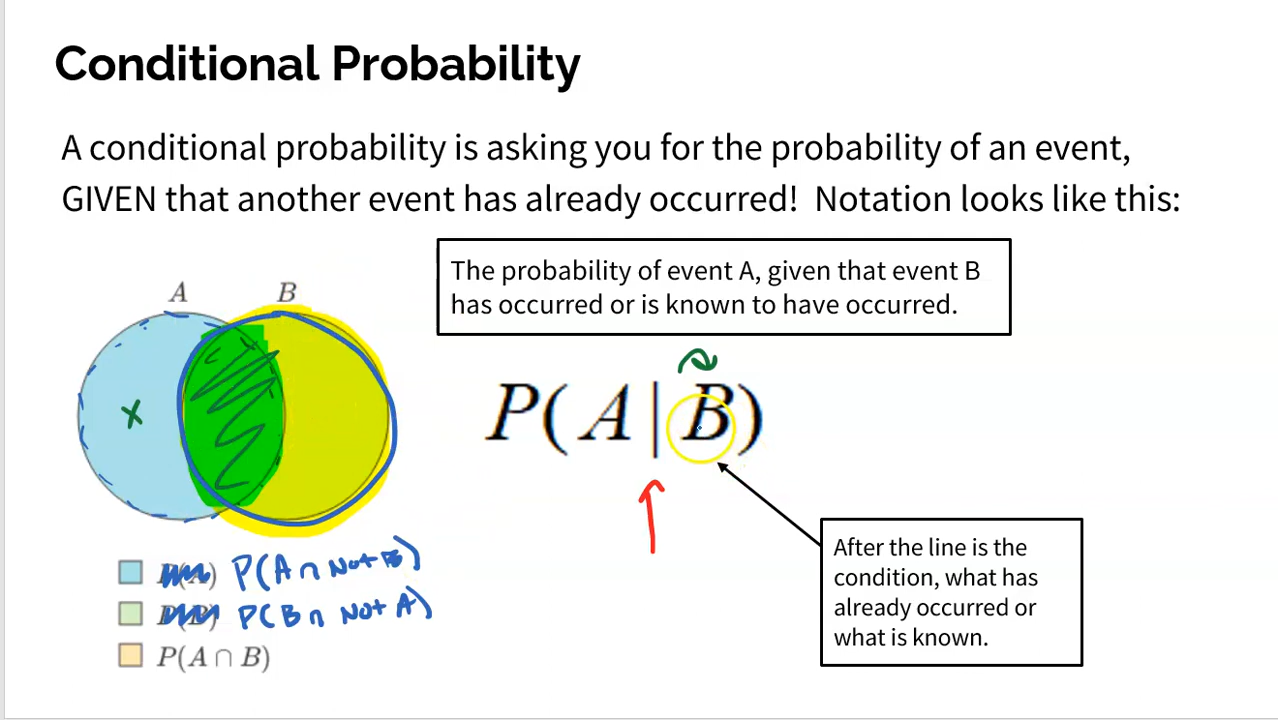 Conditional Probability
A conditional probability is asking you for the probability of an event,
GIVEN that another event has already occurred! Notation looks like this:
The probability of event A, given that event B
has occurred or is known to have occurred.
A B
P( A | B )
After the line is the
condition, what has
already occurred or
what is known.
P(A∩ Not B)
P(B∩ Not A)
P(A ∩ B)